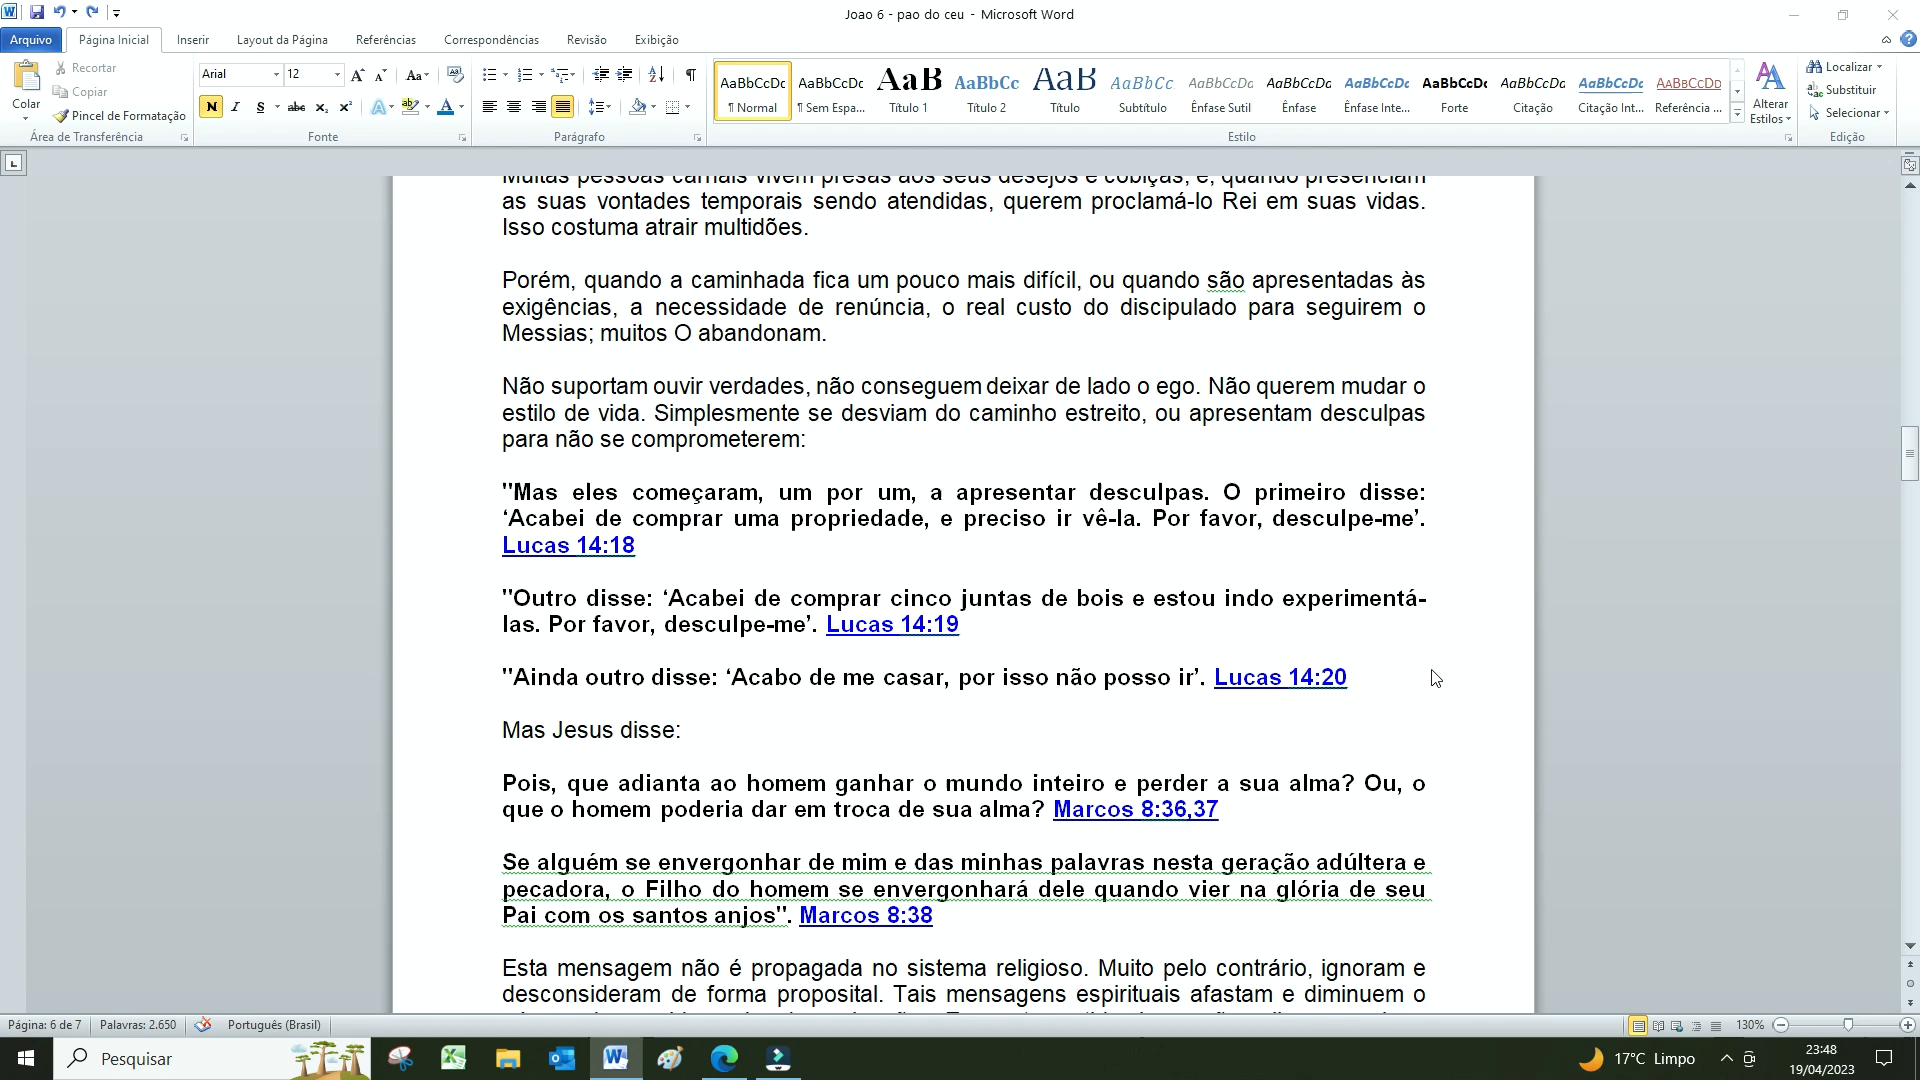 Joao 6 - pao do ceu - Microsoft Word
Arquivo
Página Inicial
Inserir
Layout da Página
Referências
Correspondências
Revisão
Exibição
Colar
Recortar
Copiar
Pincel de Formatação
Área de Transferência
Arial
12
Fonte
Parágrafo
AaBbCcDc
¶ Normal
AaBbCcDc
¶ Sem Espa...
AaB
Título 1
AaBbCc
Título 2
AaB
Título
AaBbCc
Subtítulo
AaBbCcDd
Ênfase Sutil
AaBbCcDd
Ênfase
AaBbCcDd
Ênfase Inte...
AaBbCcDc
Forte
AaBbCcDd
Citação
AaBbCcDc
Citação Int...
AABBCCDD
Referência ...
Alterar
Estilos
Estilo
Localizar
Substituir
Selecionar
Edição
Muitas pessoas carnais vivem presas aos seus desejos e cobiças, e, quando presenciam
as suas vontades temporais sendo atendidas, querem proclamá-lo Rei em suas vidas.
Isso costuma atrair multidões.
Porém, quando a caminhada fica um pouco mais difícil, ou quando são apresentadas às
exigências, a necessidade de renúncia, o real custo do discipulado para seguirem o
Messias; muitos O abandonam.
Não suportam ouvir verdades, não conseguem deixar de lado o ego. Não querem mudar o
estilo de vida. Simplesmente se desviam do caminho estreito, ou apresentam desculpas
para não se comprometerem:
"Mas eles começaram, um por um, a apresentar desculpas. O primeiro disse:
‘Acabei de comprar uma propriedade, e preciso ir vê-la. Por favor, desculpe-me’.
Lucas 14:18
"Outro disse: ‘Acabei de comprar cinco juntas de bois e estou indo experimentá-
las. Por favor, desculpe-me’. Lucas 14:19
"Ainda outro disse: ‘Acabo de me casar, por isso não posso ir’. Lucas 14:20
Mas Jesus disse:
Pois, que adianta ao homem ganhar o mundo inteiro e perder a sua alma? Ou, o
que o homem poderia dar em troca de sua alma? Marcos 8:36,37
Se alguém se envergonhar de mim e das minhas palavras nesta geração adúltera e
pecadora, o Filho do homem se envergonhará dele quando vier na glória de seu
Pai com os santos anjos". Marcos 8:38
Esta mensagem não é propagada no sistema religioso. Muito pelo contrário, ignoram e
desconsideram de forma proposital. Tais mensagens espirituais afastam e diminuem o
Página: 6 de 7
Palavras: 2.650
Português (Brasil)
130%
Pesquisar
17°C Limpo
23:48
19/04/2023